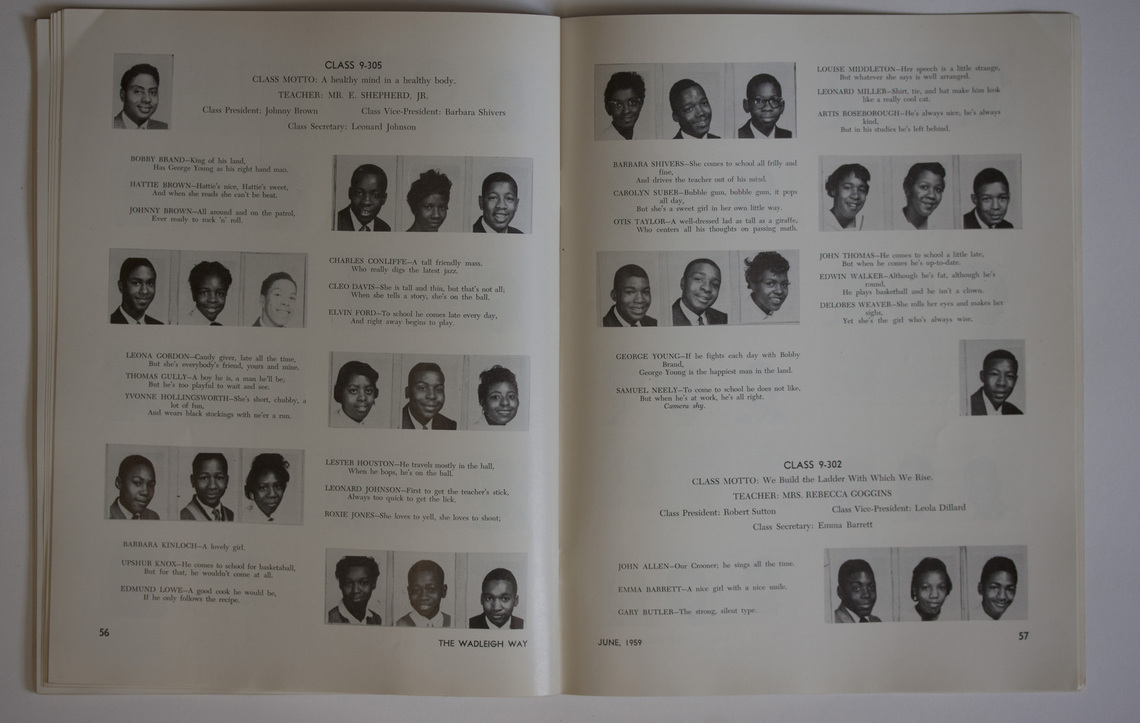 CLASS 9-305
CLASS MOTTO: A healthy mind in a healthy body.
TEACHER: MR. E. SHEPHERD, JR.
Class President: Johnny Brown Class Vice-President: Barbara Shivers
Class Secretary: Leonard Johnson
BOBBY BRAND—King of his land,
Has George Young as his right hand man.
HATTIE BROWN—Hattie's nice, Hattie's sweet,
And when she reads she can't be beat.
JOHNNY BROWN—All around and on the patrol,
Ever ready to rock 'n' roll.
CHARLES CONLIFFE—A tall friendly mass,
Who really digs the latest jazz.
CLEO DAVIS—She is tall and thin, but that's not all;
When she tells a story, she's on the ball.
ELVIN FORD—To school he comes late every day,
And right away begins to play.
LEONA GORDON—Candy giver, late all the time,
But she's everybody's friend, yours and mine.
THOMAS GULLY—A boy he is, a man he'll be;
But he's too playful to wait and see.
YVONNE HOLLINGSWORTH—She's short, chubby, a
lot of fun,
And wears black stockings with ne'er a run.
LESTER HOUSTON—He travels mostly in the hall,
When he bops, he's on the ball.
LEONARD JOHNSON—First to get the teacher's stick,
Always too quick to get the lick.
ROXIE JONES—She loves to yell, she loves to shout;
BARBARA KINLOCH—A lovely girl.
UPSHUR KNOX—He comes to school for basketball,
But for that, he wouldn't come at all.
EDMUND LOWE—A good cook he would be,
If he only follows the recipe.
56
THE WADLEIGH WAY
LOUISE MIDDLETON—Her speech is a little strange,
But whatever she says is well arranged.
LEONARD MILLER—Shirt, tie, and hat make him look
like a really cool cat.
ARTIS ROSEBOROUGH—He's always nice, he's always
kind,
But in his studies he's left behind.
BARBARA SHIVERS—She comes to school all frilly and
fine,
And drives the teacher out of his mind.
CAROLYN SUBER—Bubble gum, bubble gum, it pops
all day,
But she's a sweet girl in her own little way.
OTIS TAYLOR—A well-dressed lad as tall as a giraffe,
Who centers all his thoughts on passing math.
JOHN THOMAS—He comes to school a little late,
But when he comes he's up-to-date.
EDWIN WALKER—Although he's fat, although he's
round,
He plays basketball and he isn't a clown.
DELORES WEAVER—She rolls her eyes and makes her
sighs,
Yet she's the girl who's always wise.
GEORGE YOUNG—If he fights each day with Bobby
Brand,
George Young is the happiest man in the land.
SAMUEL NEELY—To come to school he does not like,
But when he's at work, he's all right.
Camera shy.
CLASS 9-302
CLASS MOTTO: We Build the Ladder With Which We Rise.
TEACHER: MRS. REBECCA GOGGINS
Class President: Robert Sutton Class Vice-President: Leola Dillard
Class Secretary: Emma Barrett
JOHN ALLEN—Our Crooner; he sings all the time.
EMMA BARRETT—A nice girl with a nice smile.
GARY BUTLER—The strong, silent type.
JUNE, 1959
57